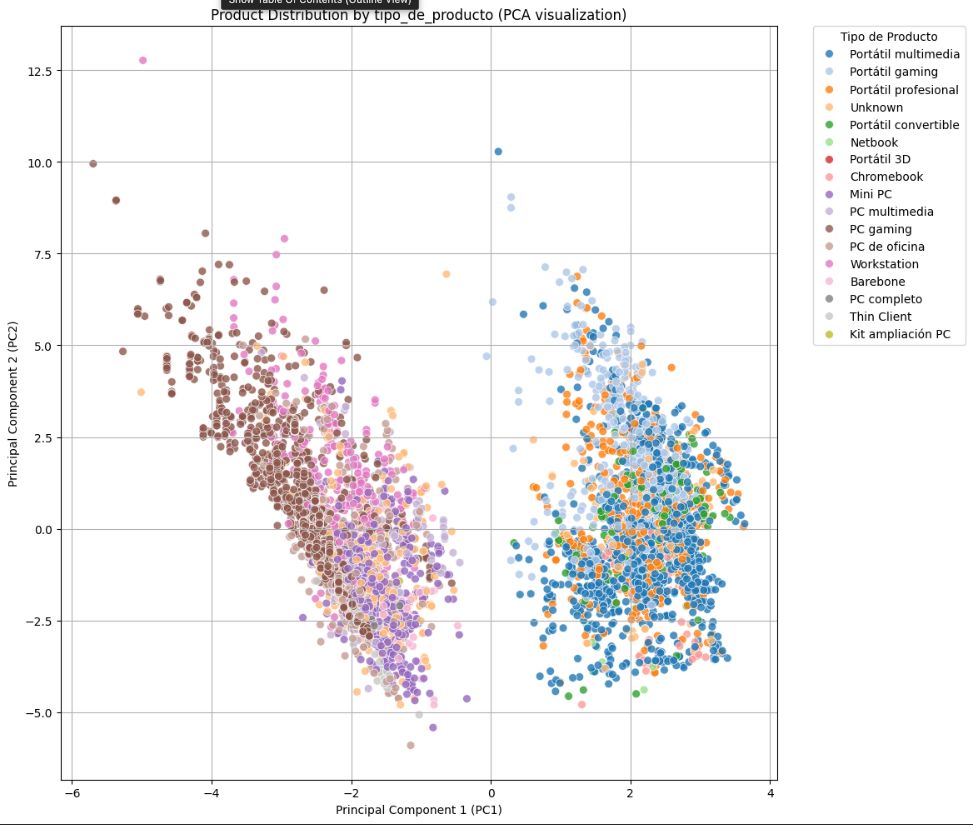 Show Table Of Contents (Outline View)
Product Distribution by tipo_de_producto (PCA visualization)
Tipo de Producto
Portátil multimedia
Portátil gaming
Portátil profesional
Unknown
Portátil convertible
Netbook
Portátil 3D
Chromebook
Mini PC
PC multimedia
PC gaming
PC de oficina
Workstation
Barebone
PC completo
Thin Client
Kit ampliación PC
Principal Component 2 (PC2)
12.5
10.0
7.5
5.0
2.5
0.0
−2.5
−5.0
−6
−4
−2
0
2
4
Principal Component 1 (PC1)